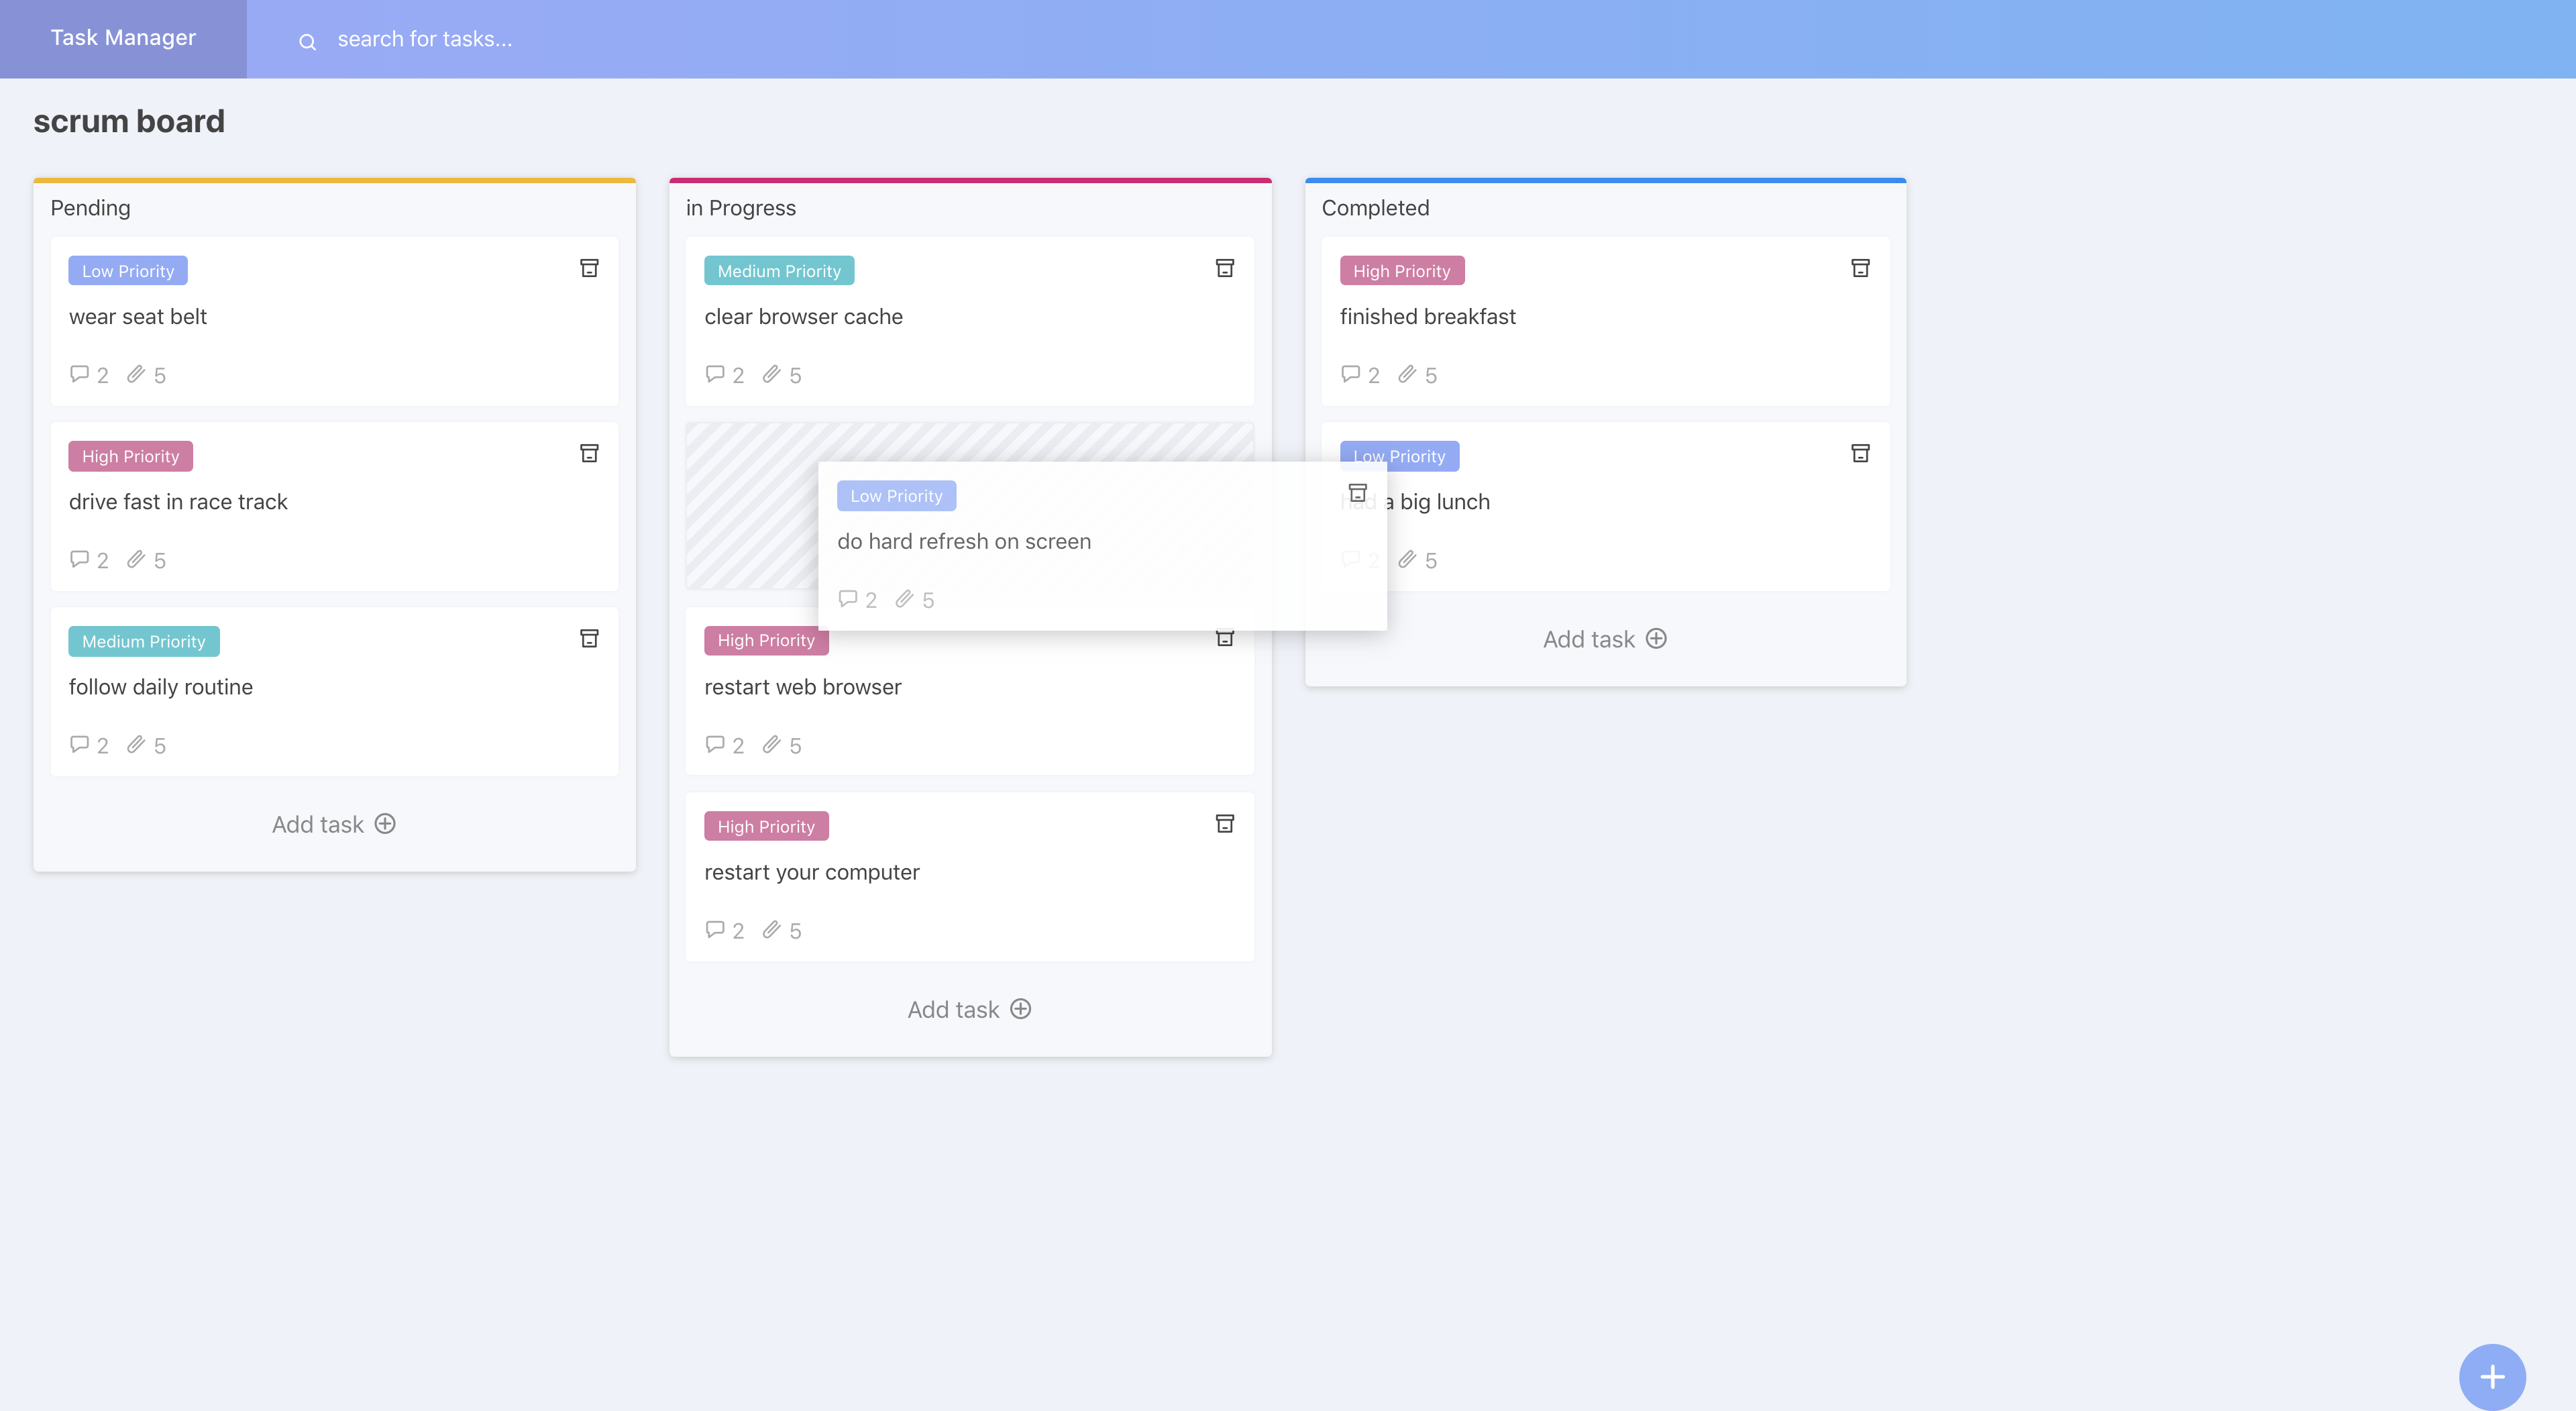 Task Manager
search for tasks...
scrum board
Pending
Low Priority
wear seat belt
2 5
High Priority
drive fast in race track
2 5
Medium Priority
follow daily routine
2 5
Add task
in Progress
Medium Priority
clear browser cache
2 5
Low Priority
do hard refresh on screen
2 5
High Priority
restart web browser
2 5
High Priority
restart your computer
2 5
Add task
Completed
High Priority
finished breakfast
2 5
Low Priority
had a big lunch
2 5
Add task